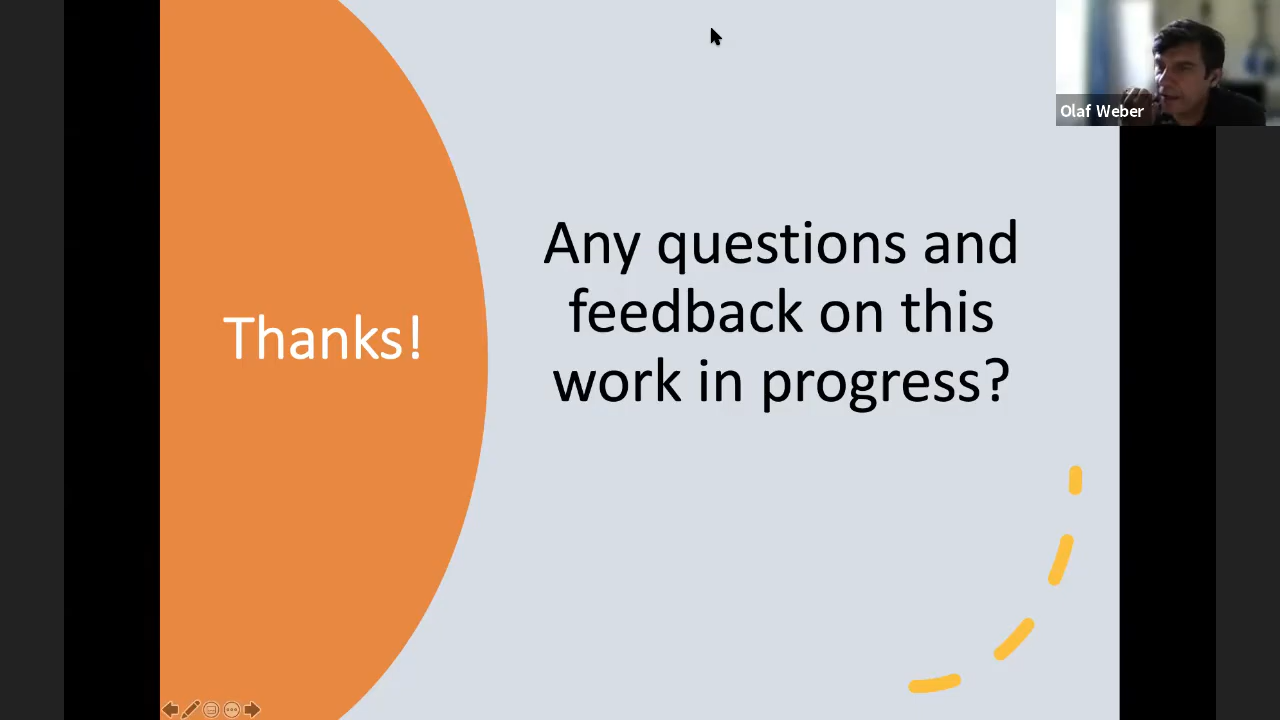 Thanks!
Any questions and
feedback on this
work in progress?
Olaf Weber